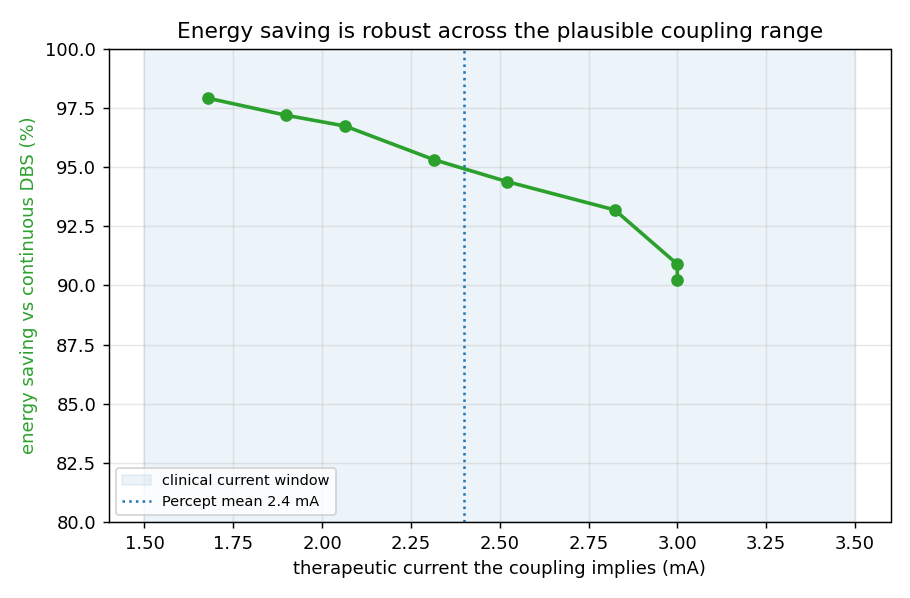 Energy saving is robust across the plausible coupling range
energy saving vs continuous DBS (%)
100.0
97.5
95.0
92.5
90.0
87.5
85.0
82.5
80.0
clinical current window
Percept mean 2.4 mA
1.50 1.75 2.00 2.25 2.50 2.75 3.00 3.25 3.50
therapeutic current the coupling implies (mA)